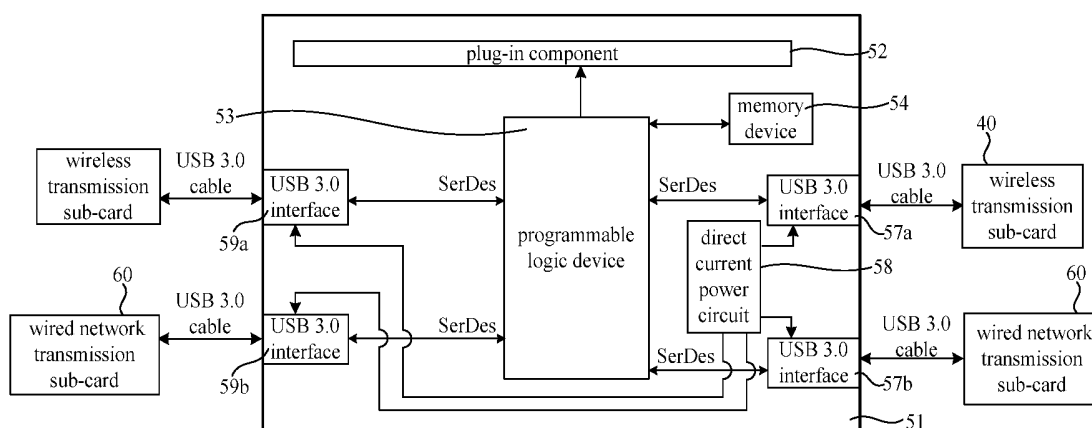 plug-in component
52
53
memory
device
54
wireless
transmission
sub-card
USB 3.0
cable
USB 3.0
interface
59a
SerDes
programmable
logic device
SerDes
USB 3.0
interface
57a
USB 3.0
cable
40
wireless
transmission
sub-card
direct
current
power
circuit
58
60
wired network
transmission
sub-card
USB 3.0
cable
USB 3.0
interface
59b
SerDes
SerDes
USB 3.0
interface
57b
USB 3.0
cable
60
wired network
transmission
sub-card
51